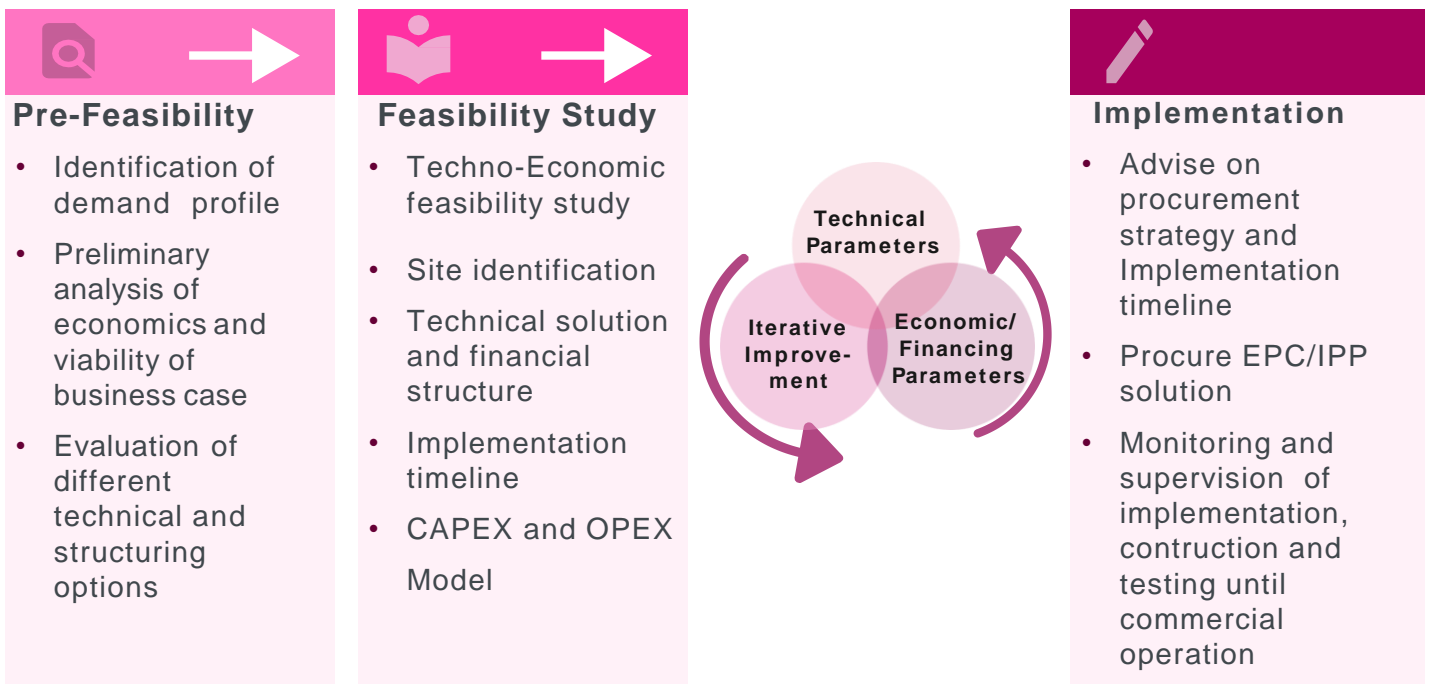 Pre-Feasibility
• Identification of
demand profile
• Preliminary
analysis of
economics and
viability of
business case
• Evaluation of
different
technical and
structuring
options
Feasibility Study
• Techno-Economic
feasibility study
• Site identification
• Technical solution
and financial
structure
• Implementation
timeline
• CAPEX and OPEX
Model
Technical
Parameters
Iterative
Improve-
ment
Economic/
Financing
Parameters
Implementation
• Advise on
procurement
strategy and
Implementation
timeline
• Procure EPC/IPP
solution
• Monitoring and
supervision of
implementation,
contruction and
testing until
commercial
operation